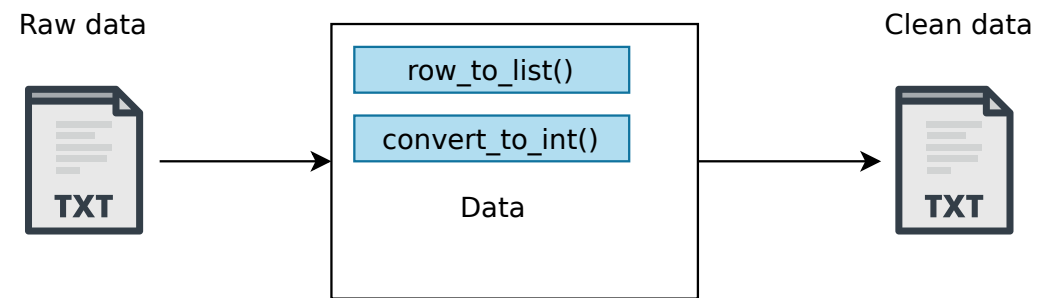 Raw data
Clean data
row_to_list()
convert_to_int()
Data
TXT
TXT